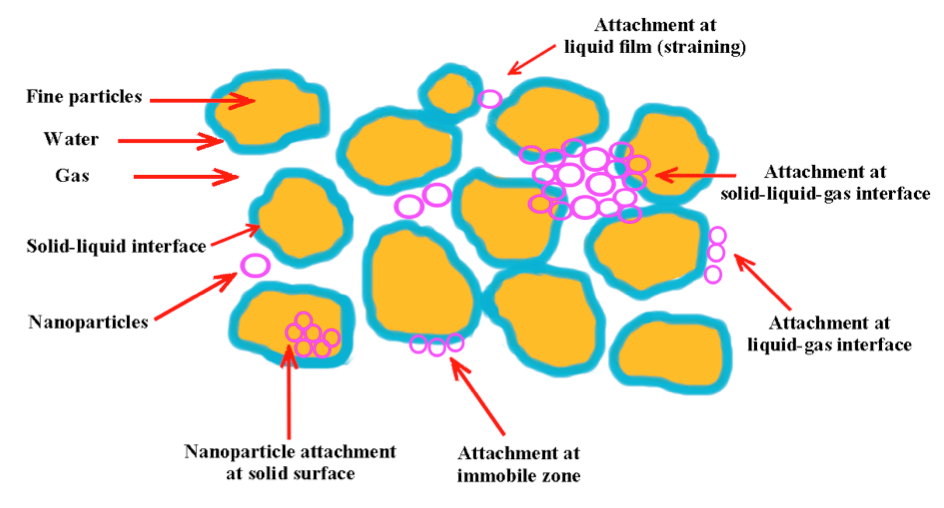 Attachment at
liquid film (straining)
Fine particles
Water
Gas
Attachment at
solid-liquid-gas interface
Solid-liquid interface
Nanoparticles
Attachment at
liquid-gas interface
Nanoparticle attachment
at solid surface
Attachment at
immobile zone